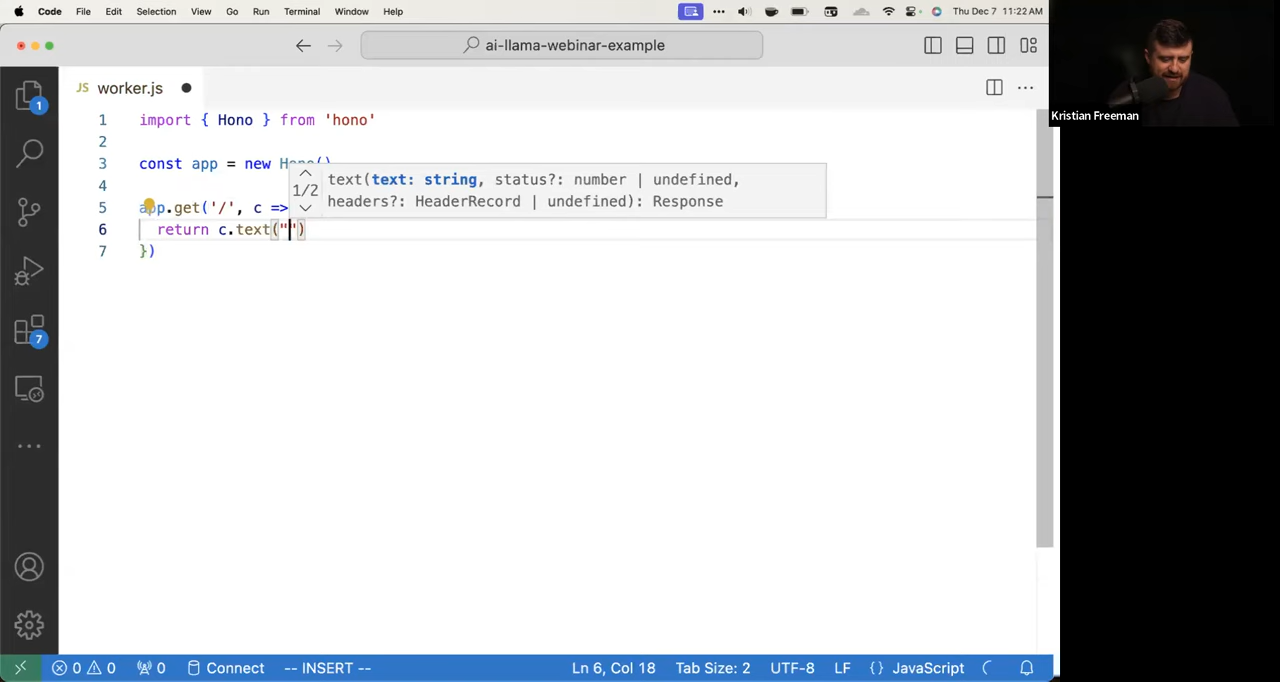 Code File Edit Selection View Go Run Terminal Window Help Thu Dec 7 11:22 AM
ai-llama-webinar-example
JS worker.js
Kristian Freeman
1 import { Hono } from 'hono'
2
3 const app = new Hono()
text(text: string, status?: number | undefined,
1/2
headers?: HeaderRecord | undefined): Response
4
5 app.get('/', c =>
6 return c.text("")
7 })
1
7
0 0 0 Connect -- INSERT -- Ln 6, Col 18 Tab Size: 2 UTF-8 LF {} JavaScript